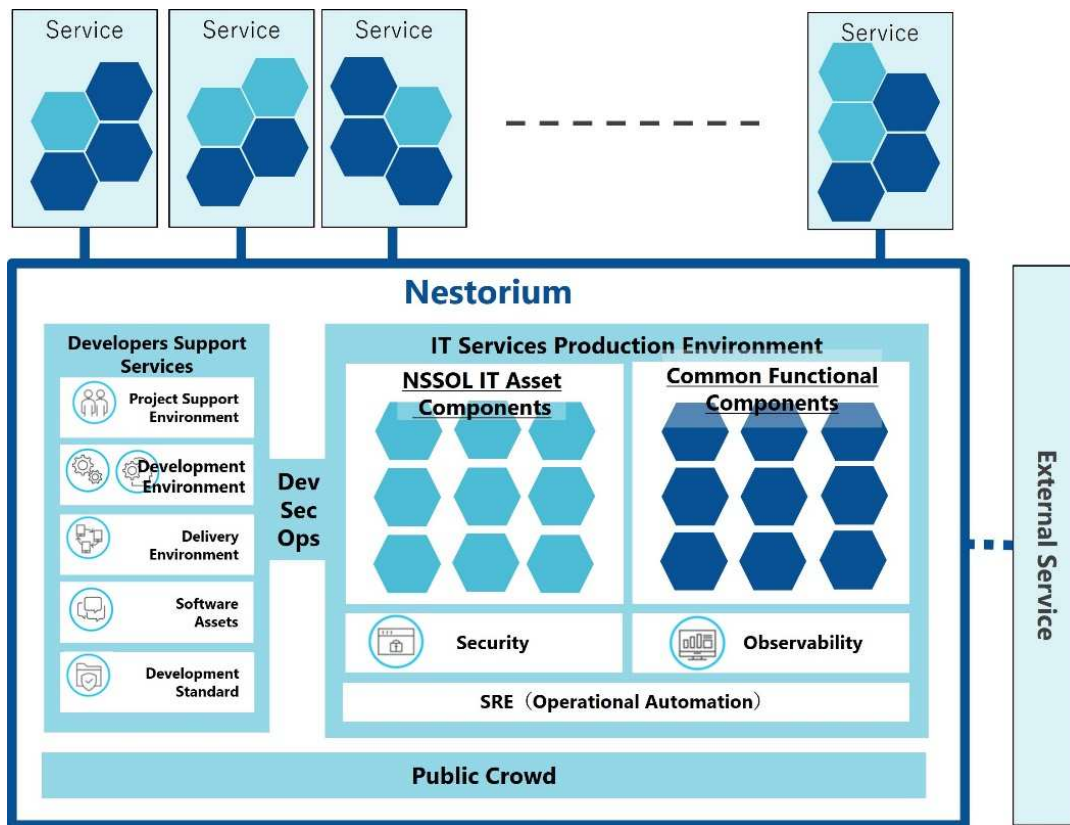 Service
Service
Service
Service
Nestorium
Developers Support
Services
Project Support
Environment
Development
Environment
Delivery
Environment
Software
Assets
Development
Standard
Dev
Sec
Ops
IT Services Production Environment
NSSOL IT Asset
Components
Common Functional
Components
Security
Observability
SRE（Operational Automation）
Public Crowd
External Service